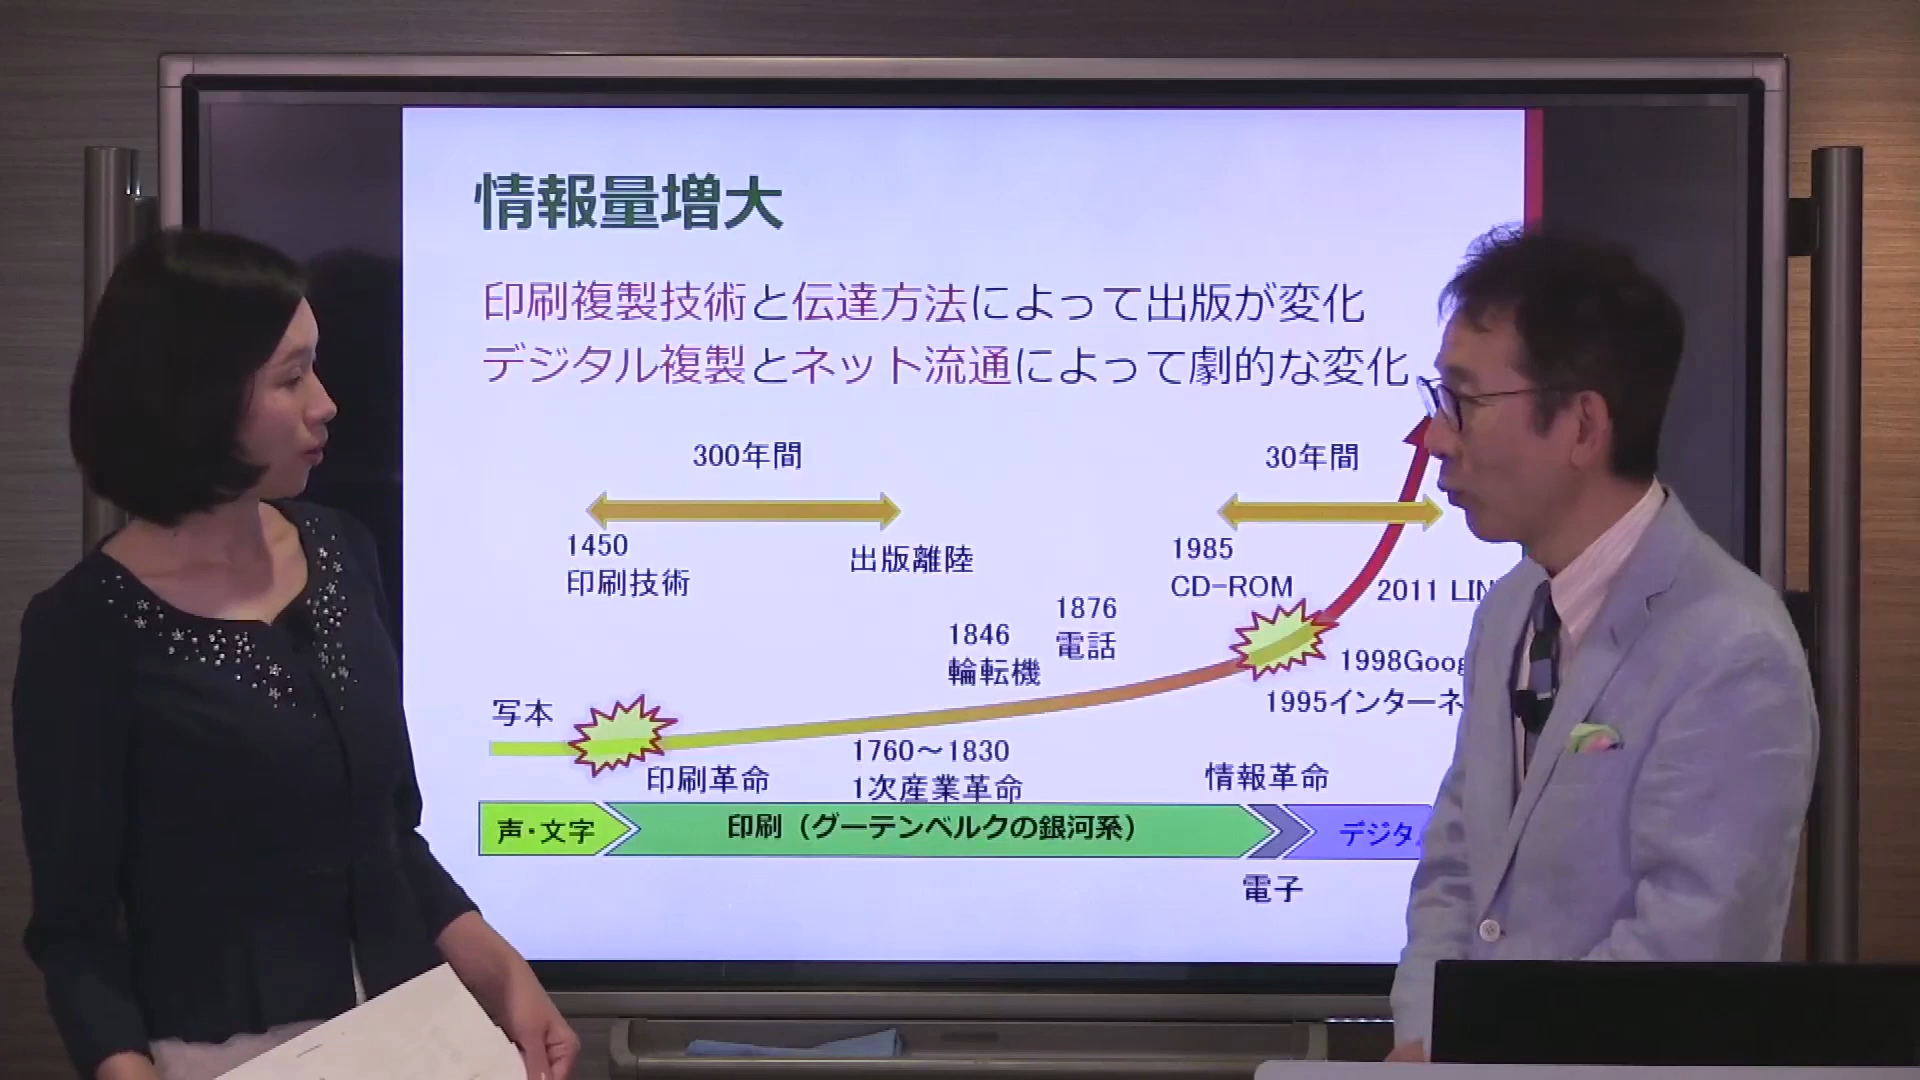 情報量増大
印刷複製技術と伝達方法によって出版が変化
デジタル複製とネット流通によって劇的な変化
300年間
30年間
1450
印刷技術
出版離陸
1985
CD-ROM
2011
1876
電話
1846
輪転機
写本
1995
1760～1830
1次産業革命
印刷革命
情報革命
声・文字
印刷（グーテンベルクの銀河系）
電子